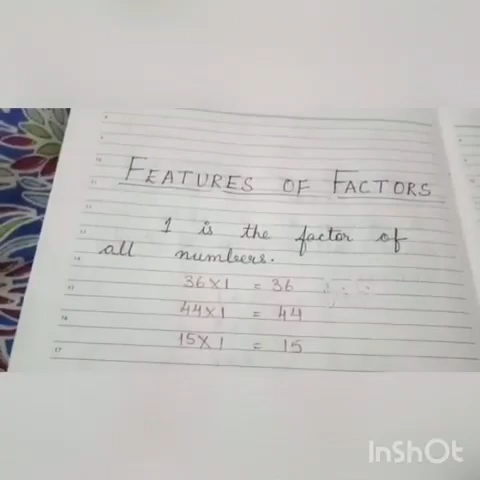 FEATURES OF FACTORS
1 is the factor of
all numbers.
36×1 = 36
44×1 = 44
15×1 = 15
InShOt